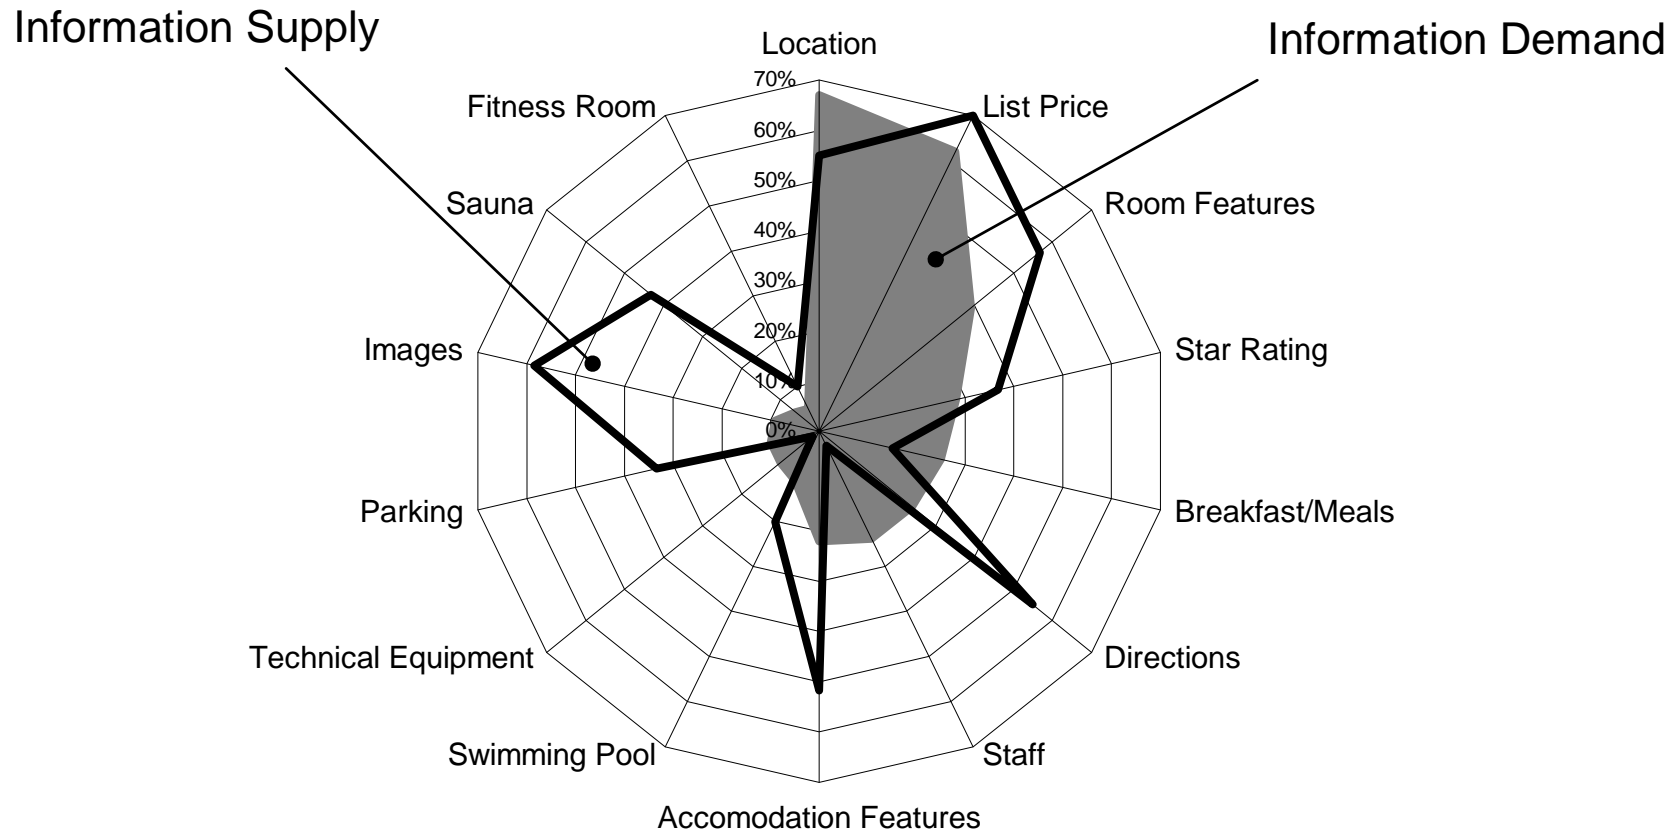 Information Supply
Information Demand
Location
List Price
Room Features
Star Rating
Breakfast/Meals
Directions
Staff
Accomodation Features
Swimming Pool
Technical Equipment
Parking
Images
Sauna
Fitness Room
70%
60%
50%
40%
30%
20%
10%
0%